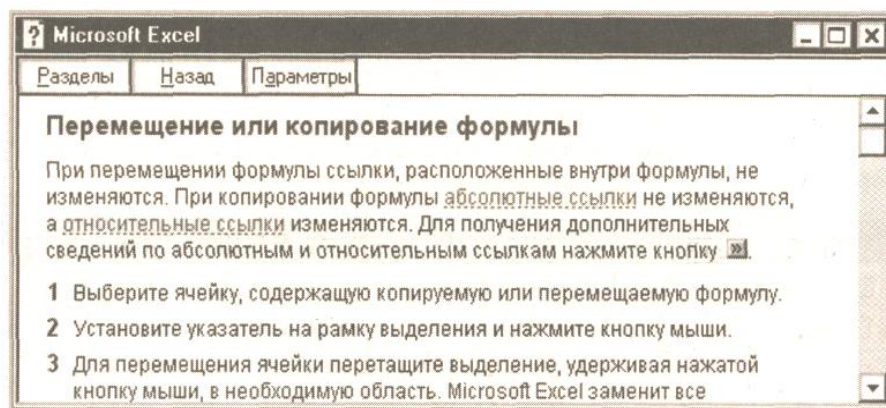 Microsoft Excel
Разделы Назад Параметры
Перемещение или копирование формулы
При перемещении формулы ссылки, расположенные внутри формулы, не
изменяются. При копировании формулы абсолютные ссылки не изменяются,
а относительные ссылки изменяются. Для получения дополнительных
сведений по абсолютным и относительным ссылкам нажмите кнопку ».
1 Выберите ячейку, содержащую копируемую или перемещаемую формулу.
2 Установите указатель на рамку выделения и нажмите кнопку мыши.
3 Для перемещения ячейки перетащите выделение, удерживая нажатой
кнопку мыши, в необходимую область. Microsoft Excel заменит все